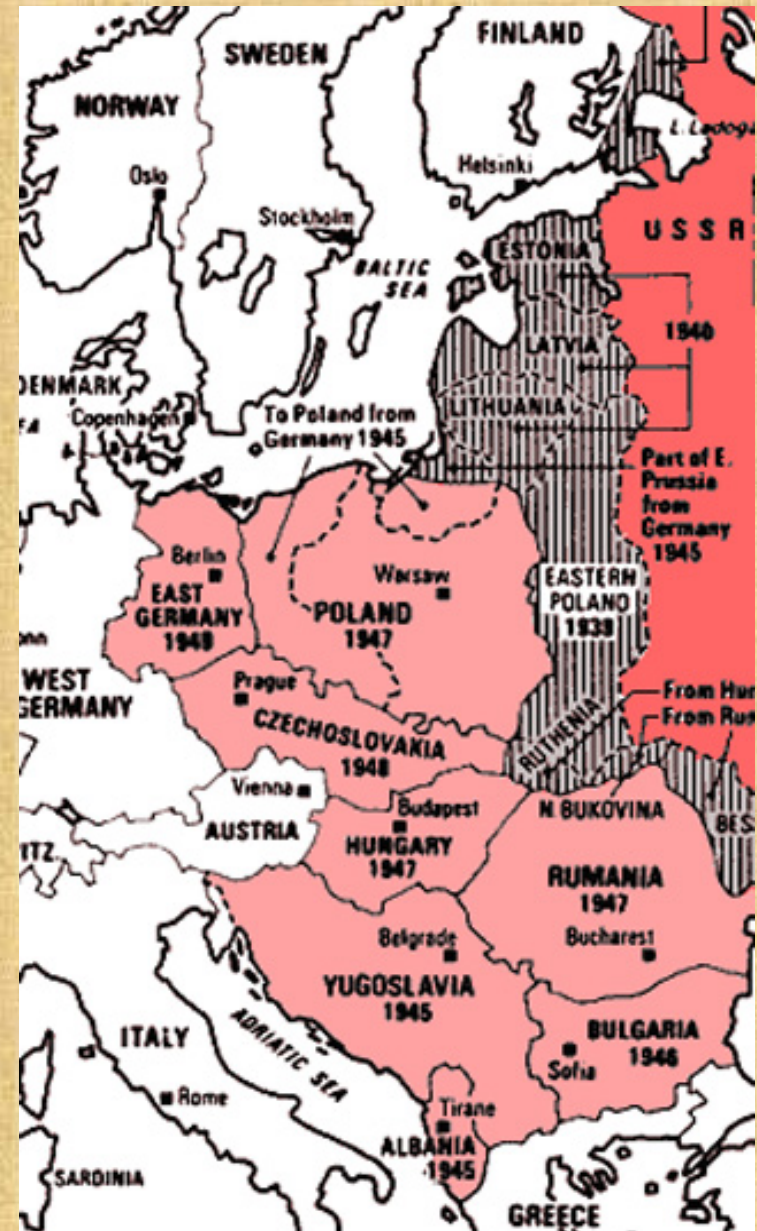 FINLAND
SWEDEN
NORWAY
L. Ladoga
Helsinki
Oslo
Stockholm
USSR
ESTONIA
BALTIC
SEA
1940
LATVIA
DENMARK
LITHUANIA
Copenhagen
To Poland from
Germany 1945
Part of E.
Prussia
from
Germany
1945
Berlin
Warsaw
EAST
GERMANY
1949
EASTERN
POLAND
1939
POLAND
1947
WEST
GERMANY
Prague
From Hun
From Rum
RUTHENIA
CZECHOSLOVAKIA
1948
Vienna
Budapest
N. BUKOVINA
BES
AUSTRIA
HUNGARY
1947
ITZ.
RUMANIA
1947
Belgrade
Bucharest
YUGOSLAVIA
1945
ITALY
ADRIATIC SEA
BULGARIA
1946
Sofia
Rome
Tirane
ALBANIA
1945
SARDINIA
GREECE